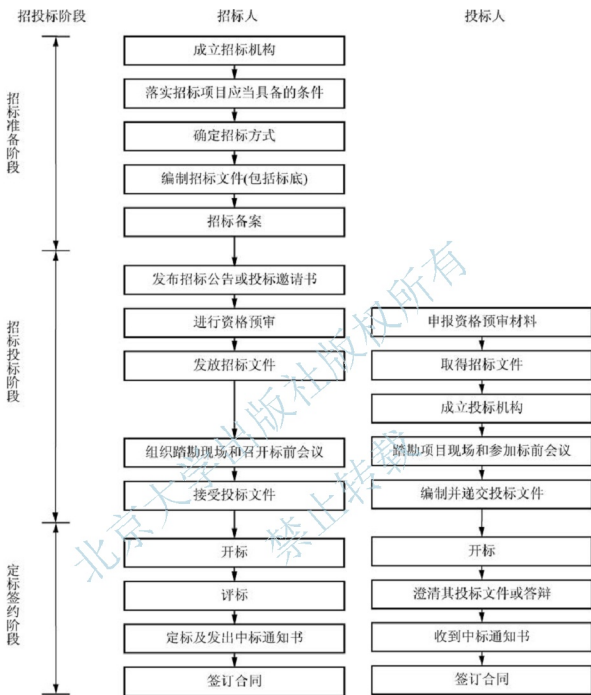 招投标阶段 招标人 投标人
成立招标机构
落实招标项目应当具备的条件
确定招标方式
编制招标文件(包括标底)
招标备案
招标准备阶段
发布招标公告或投标邀请书
进行资格预审 申报资格预审材料
发放招标文件 取得招标文件
成立投标机构
招标投标阶段
组织踏勘现场和召开标前会议 踏勘项目现场和参加标前会议
接受投标文件 编制并递交投标文件
开标 开标
评标 澄清其投标文件或答辩
定标签约阶段
定标及发出中标通知书 收到中标通知书
签订合同 签订合同
北京大学出版社版权所有
禁止转载